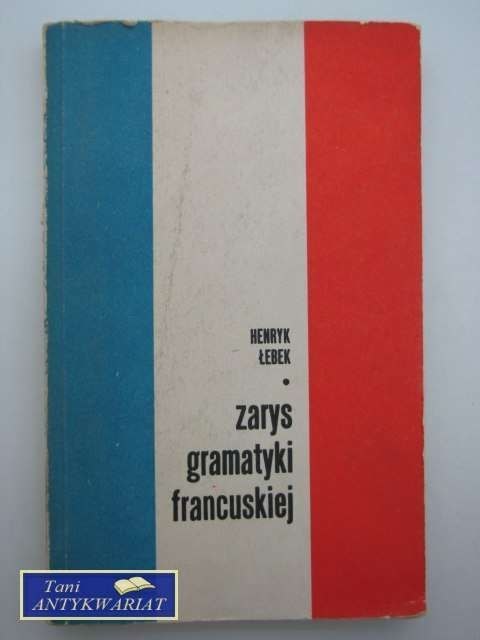 HENRYK
ŁEBEK
•
zarys
gramatyki
francuskiej
Tani
ANTYKWARIAT